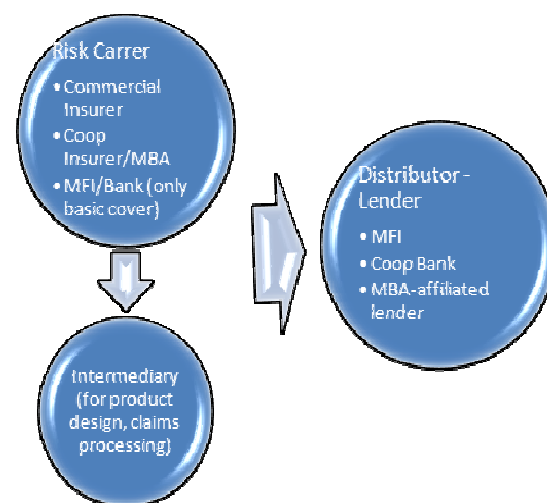 Risk Carrer
• Commercial
Insurer
• Coop
Insurer/MBA
• MFI/Bank (only
basic cover)
Distributor-
Lender
• MFI
• Coop Bank
• MBA-affiliated
lender
Intermediary
(for product
design, claims
processing)